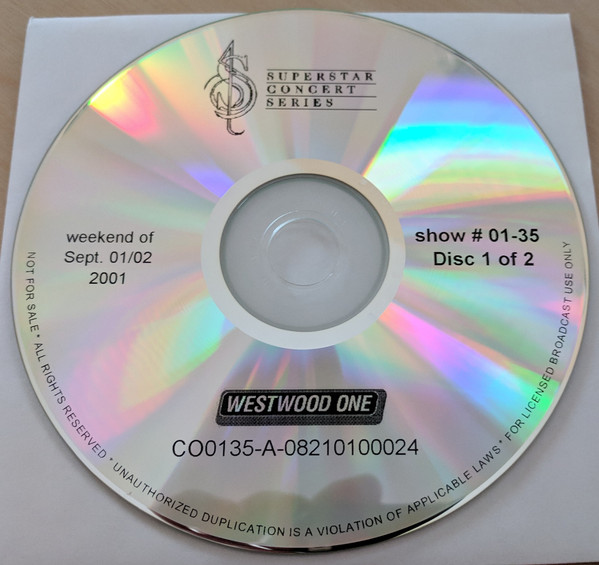 SUPERSTAR
CONCERT
SERIES
weekend of
Sept. 01/02
2001
show # 01-35
Disc 1 of 2
WESTWOOD ONE
CO0135-A-08210100024
NOT FOR SALE * ALL RIGHTS RESERVED * UNAUTHORIZED DUPLICATION IS A VIOLATION OF APPLICABLE LAWS * FOR LICENSED BROADCAST USE ONLY